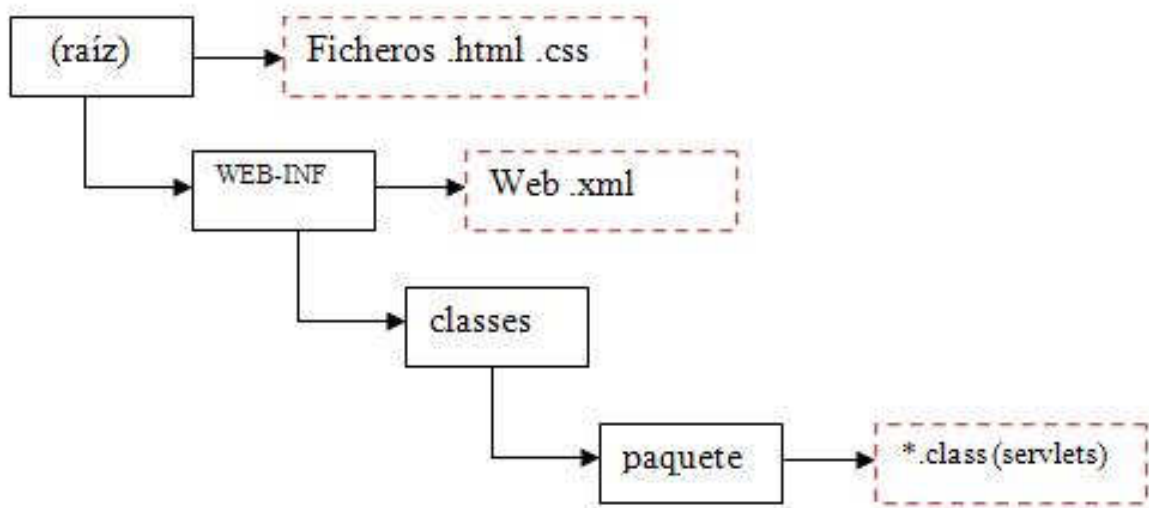 (raíz)
Ficheros .html .css
WEB-INF
Web .xml
classes
paquete
*.class (servlets)